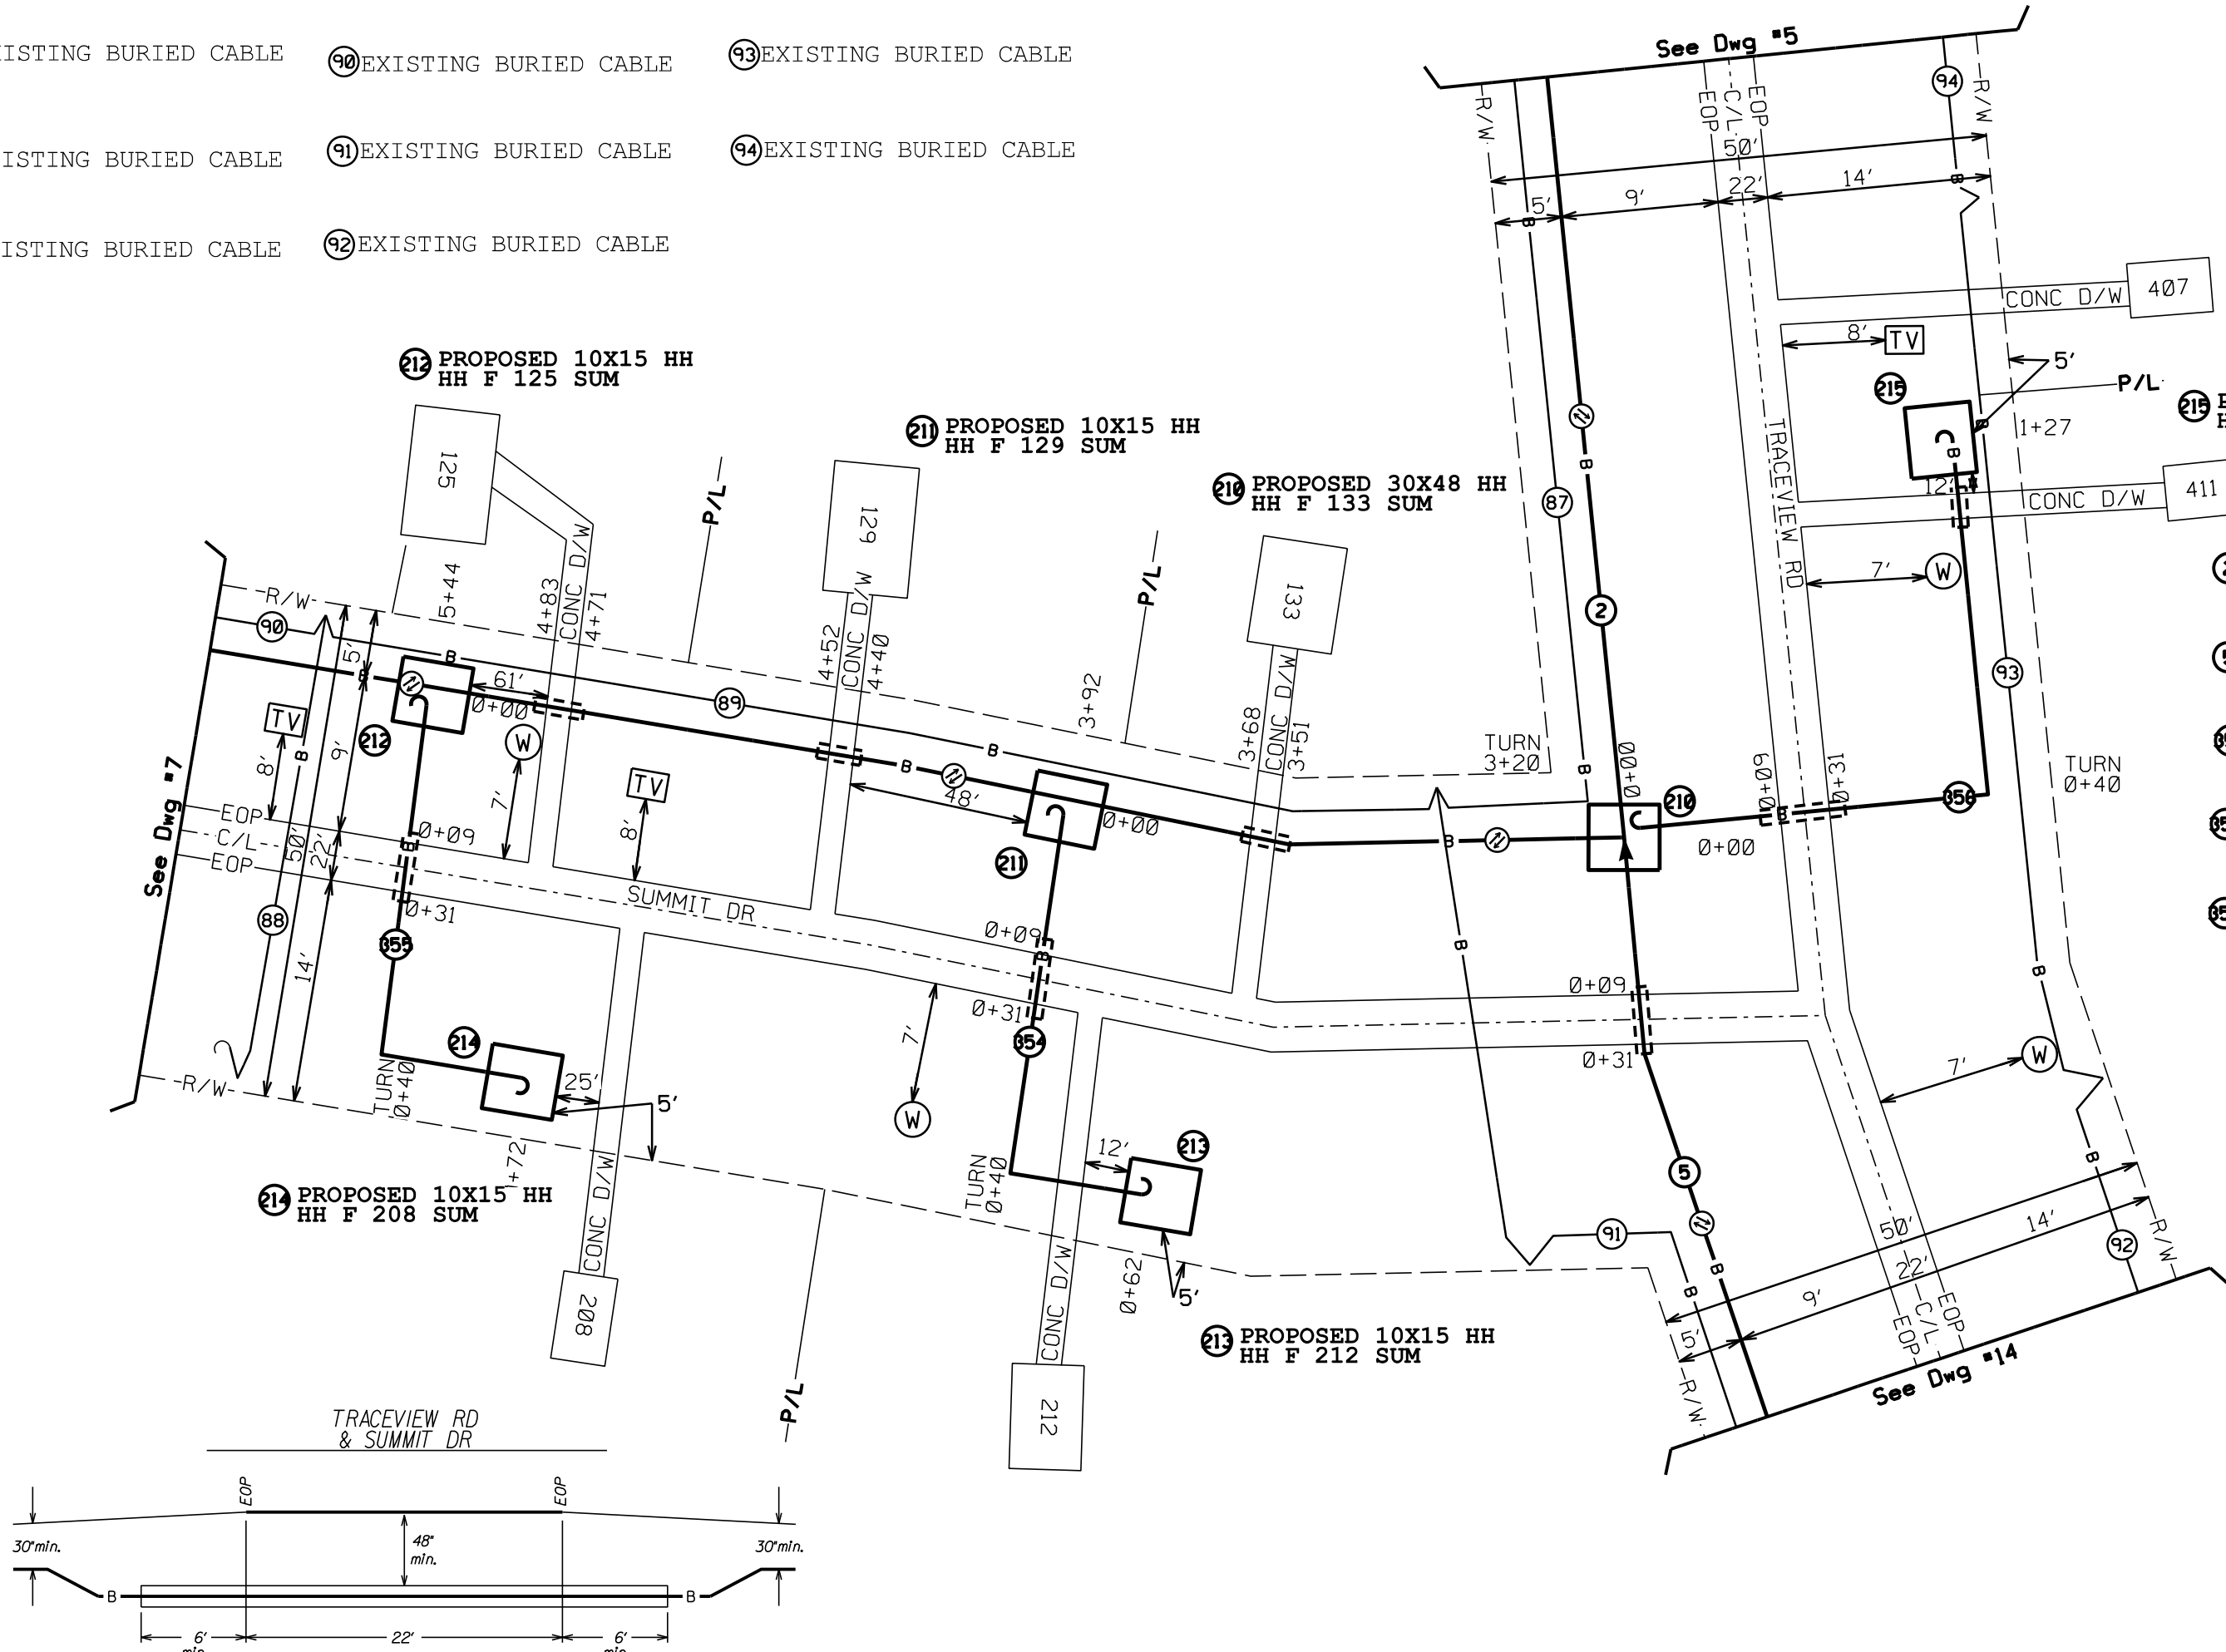 ISTING BURIED CABLE
90 EXISTING BURIED CABLE
93 EXISTING BURIED CABLE
ISTING BURIED CABLE
91 EXISTING BURIED CABLE
94 EXISTING BURIED CABLE
ISTING BURIED CABLE
92 EXISTING BURIED CABLE
See Dwg #5
R/W
EOP
C/L
EOP
94
R/W
50'
5'
9'
22'
14'
B
B
CONC D/W
407
8'
TV
5'
P/L
215
215
1+27
B
B
12'
CONC D/W
411
TRACEVIEW RD
7'
W
87
B
2
93
212 PROPOSED 10X15 HH
HH F 125 SUM
211 PROPOSED 10X15 HH
HH F 129 SUM
210 PROPOSED 30X48 HH
HH F 133 SUM
125
129
133
P/L
P/L
R/W
90
5+44
4+83
CONC D/W
4+71
4+52
CONC D/W
4+40
3+92
3+68
CONC D/W
3+51
TURN
3+20
0+00
0+09
0+31
TURN
0+40
5'
B
B
61'
0+00
89
B
B
212
TV
8'
B
9'
W
7'
TV
8'
48'
211
0+00
B
B
210
B
0+00
356
See Dwg #7
EOP
C/L
EOP
50'
22'
0+09
B
0+31
SUMMIT DR
88
355
14'
0+09
B
0+31
354
7'
W
B
0+09
0+31
B
7'
W
R/W
214
25'
5'
TURN
0+40
1+72
CONC D/W
208
214 PROPOSED 10X15 HH
HH F 208 SUM
P/L
TURN
0+40
12'
213
0+62
5'
CONC D/W
212
213 PROPOSED 10X15 HH
HH F 212 SUM
5
91
B
B
B
50'
14'
22'
9'
5'
92
R/W
R/W
EOP
C/L
EOP
See Dwg #14
TRACEVIEW RD
& SUMMIT DR
EOP
EOP
30"min.
48"
min.
30"min.
B
B
6'
22'
6'
min.
min.